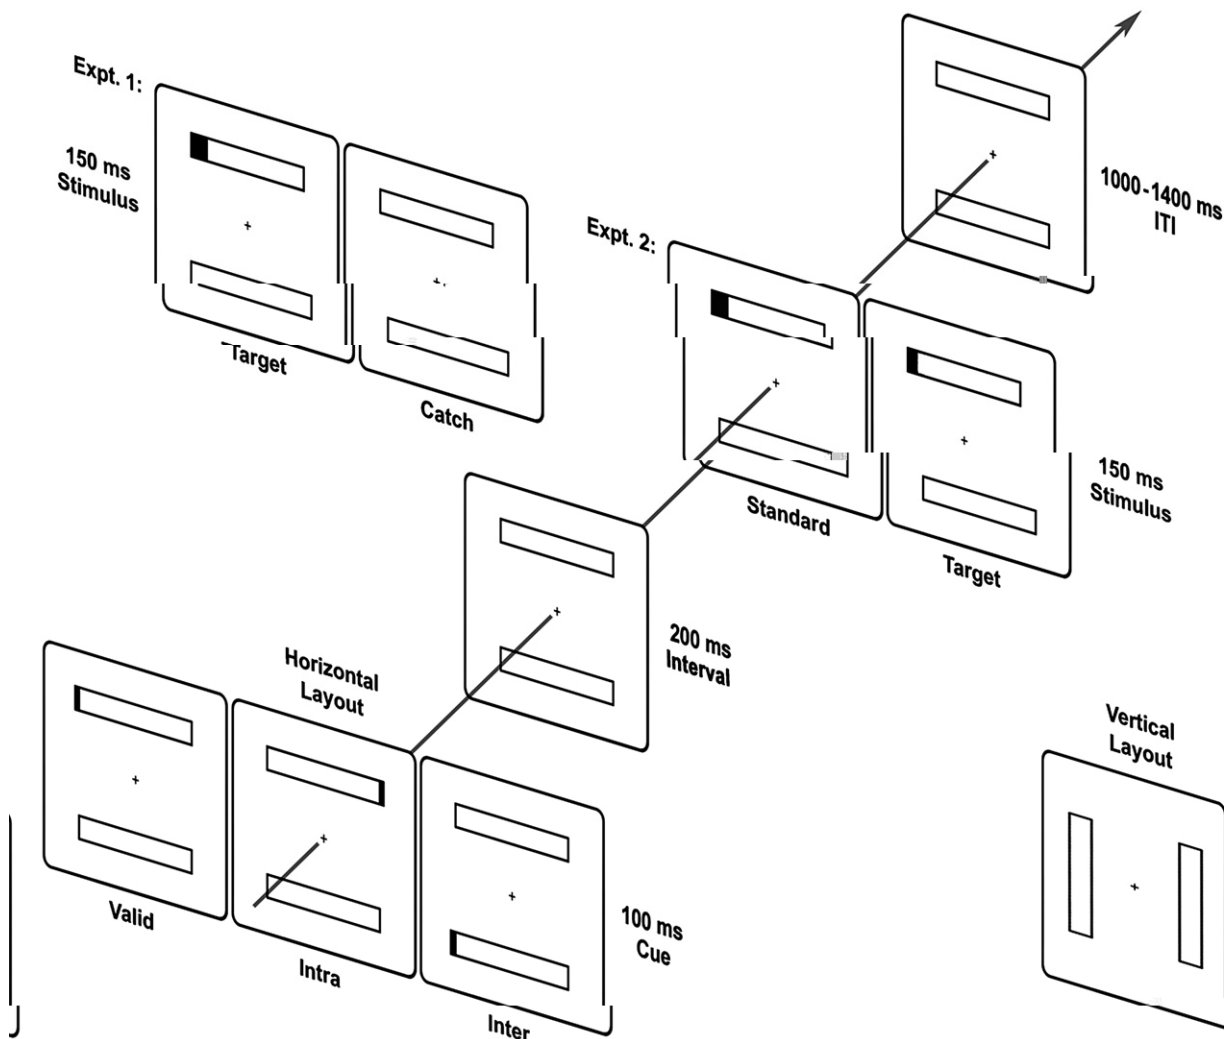 Expt. 1:
150 ms
Stimulus
Target
Catch
Expt. 2:
1000-1400 ms
ITI
Standard
Target
150 ms
Stimulus
200 ms
Interval
Horizontal
Layout
Valid
Intra
Inter
100 ms
Cue
Vertical
Layout